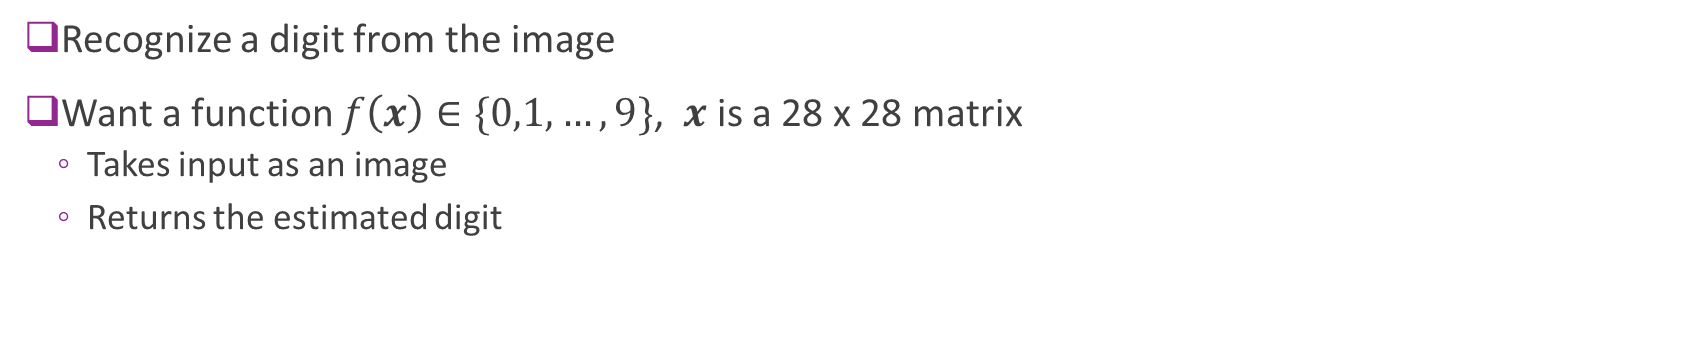 ❑Recognize a digit from the image
❑Want a function f(x) ∈ {0,1, … , 9}, x is a 28 x 28 matrix
◦ Takes input as an image
◦ Returns the estimated digit